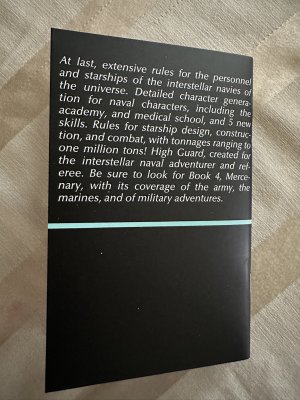 At last, extensive rules for the personnel
and starships of the interstellar navies of
the universe. Detailed character genera-
tion for naval characters, including the
academy, and medical school, and 5 new
skills. Rules for starship design, construc-
tion, and combat, with tonnages ranging to
one million tons! High Guard, created for
the interstellar naval adventurer and ref-
eree. Be sure to look for Book 4, Merce-
nary, with its coverage of the army, the
marines, and of military adventures.